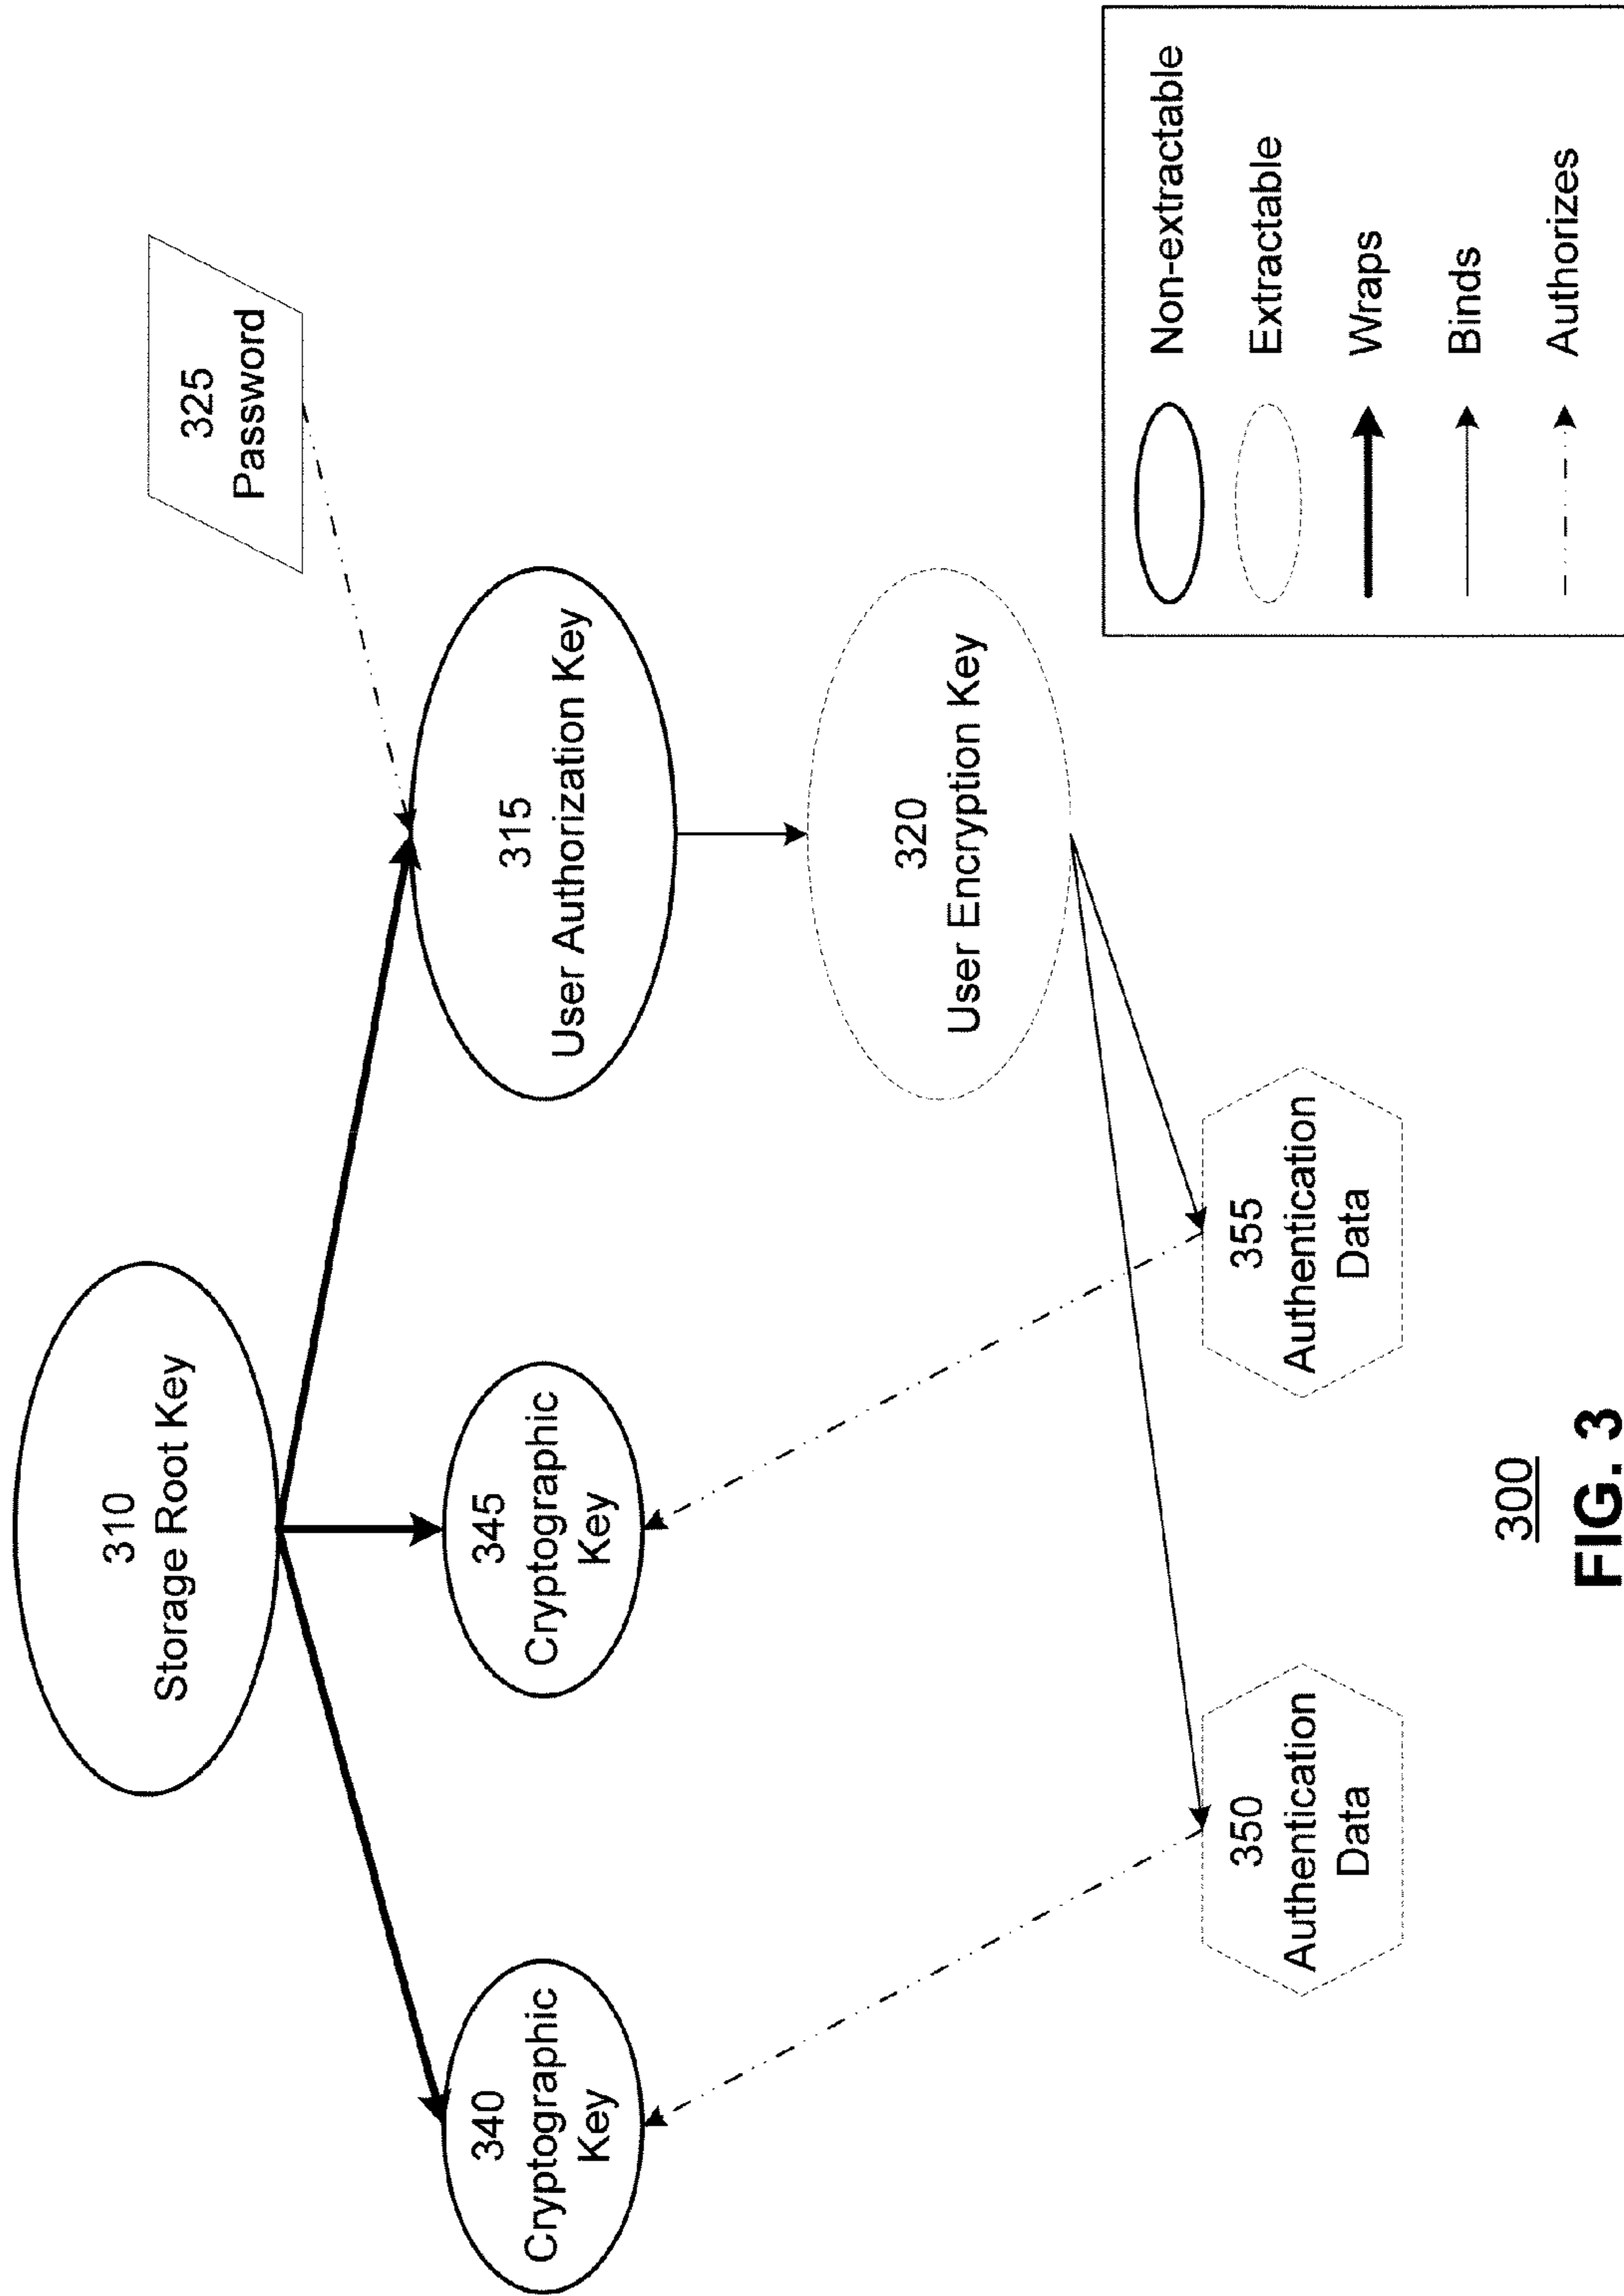 310
Storage Root Key
325
Password
340
Cryptographic
Key
345
Cryptographic
Key
315
User Authorization Key
320
User Encryption Key
350
Authentication
Data
355
Authentication
Data
Non-extractable
Extractable
Wraps
Binds
Authorizes
300
FIG. 3